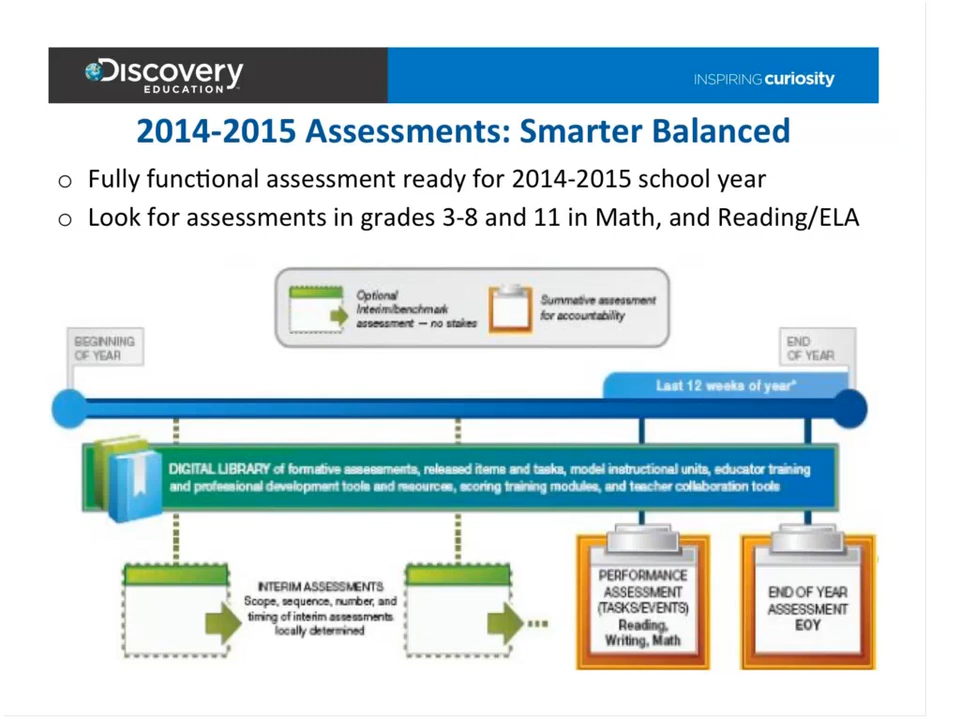 Discovery
EDUCATION
INSPIRING curiosity
2014-2015 Assessments: Smarter Balanced
o Fully functional assessment ready for 2014-2015 school year
o Look for assessments in grades 3-8 and 11 in Math, and Reading/ELA
Optional
Interim/benchmark
assessment — no stakes
Summative assessment
for accountability
BEGINNING
OF YEAR
END
OF YEAR
Last 12 weeks of year*
DIGITAL LIBRARY of formative assessments, released items and tasks, model instructional units, educator training
and professional development tools and resources, scoring training modules, and teacher collaboration tools
INTERIM ASSESSMENTS
Scope, sequence, number, and
timing of interim assessments
locally determined
PERFORMANCE
ASSESSMENT
(TASKS/EVENTS)
Reading,
Writing, Math
END OF YEAR
ASSESSMENT
EOY